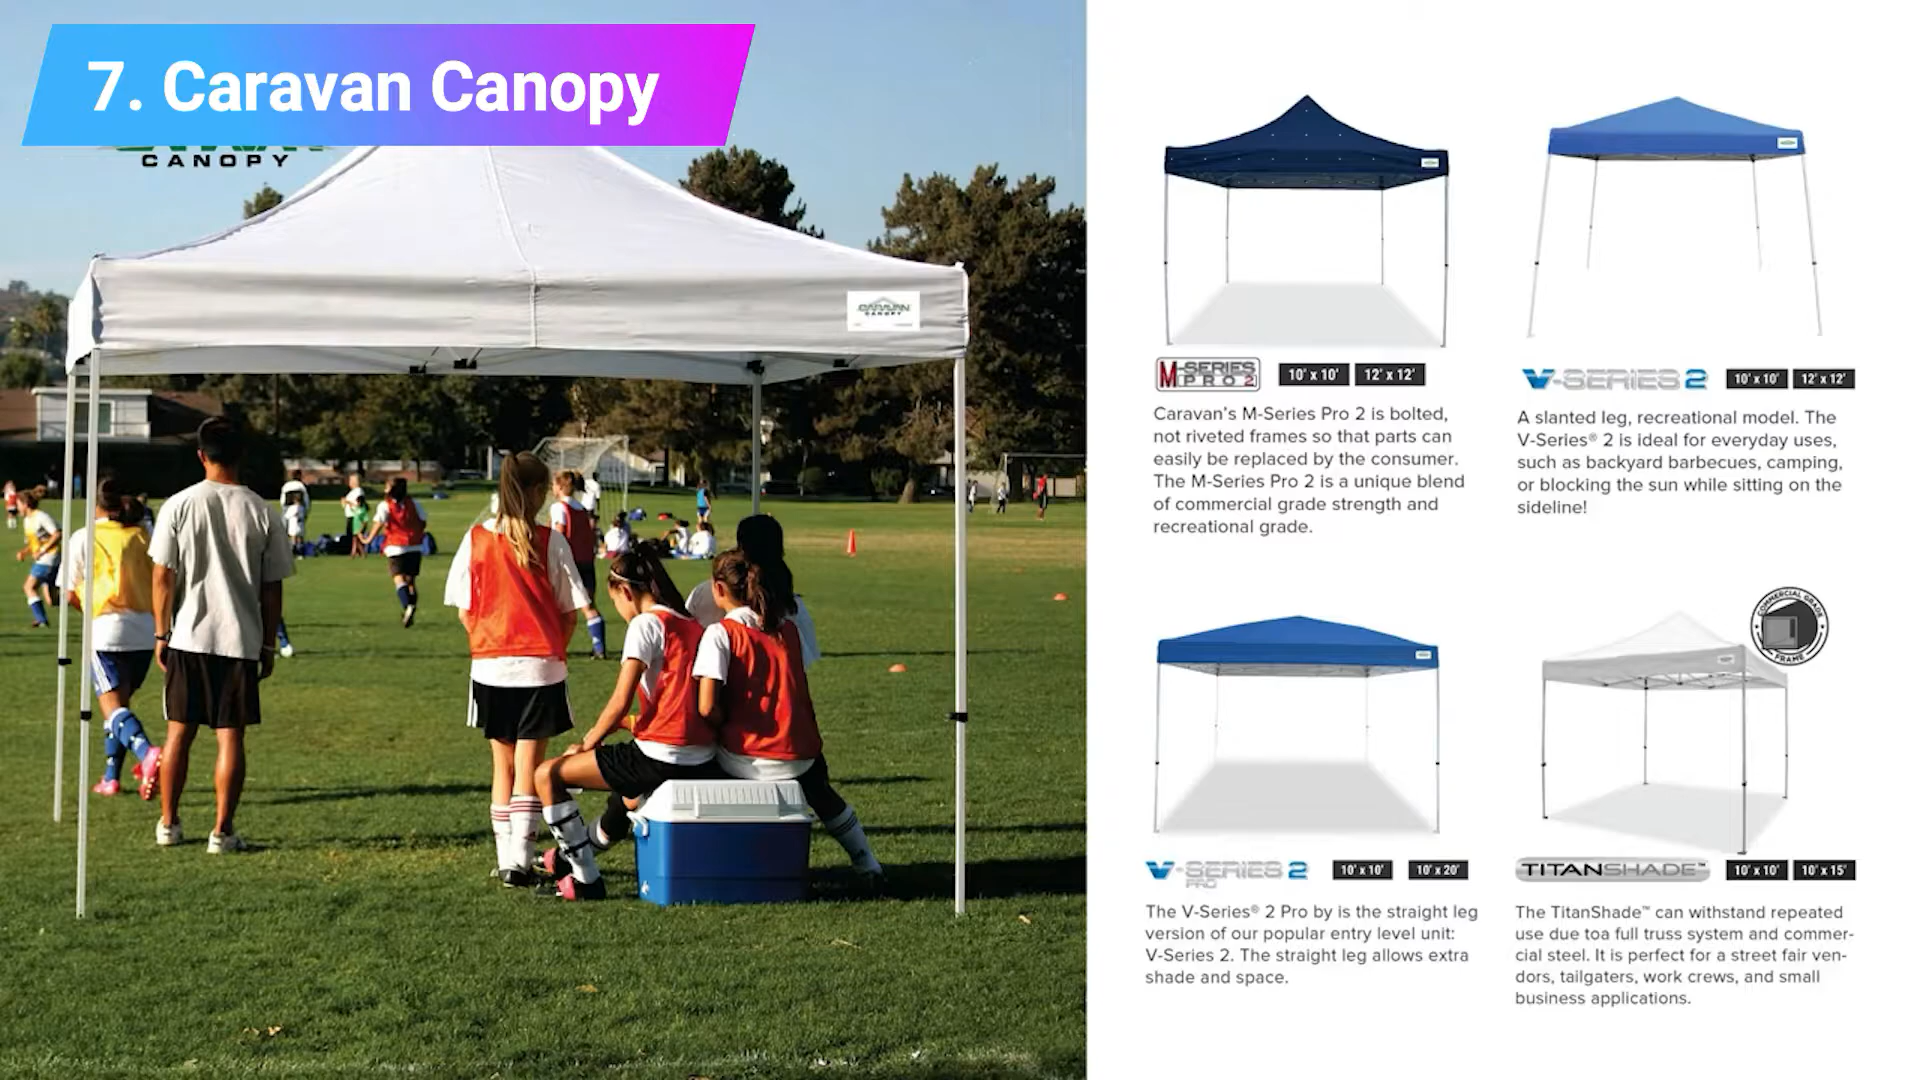 7. Caravan Canopy
CANOPY
CARAVAN
CANOPY
M-SERIES
PRO 2
10' x 10'
12' x 12'
Caravan's M-Series Pro 2 is bolted,
not riveted frames so that parts can
easily be replaced by the consumer.
The M-Series Pro 2 is a unique blend
of commercial grade strength and
recreational grade.
V-SERIES 2
10' x 10'
12' x 12'
A slanted leg, recreational model. The
V-Series® 2 is ideal for everyday uses,
such as backyard barbecues, camping,
or blocking the sun while sitting on the
sideline!
V-SERIES 2
PRO
10' x 10'
10' x 20'
The V-Series® 2 Pro by is the straight leg
version of our popular entry level unit:
V-Series 2. The straight leg allows extra
shade and space.
COMMERCIAL GRADE
FRAME
TITANSHADE™
10' x 10'
10' x 15'
The TitanShade™ can withstand repeated
use due toa full truss system and commer-
cial steel. It is perfect for a street fair ven-
dors, tailgaters, work crews, and small
business applications.